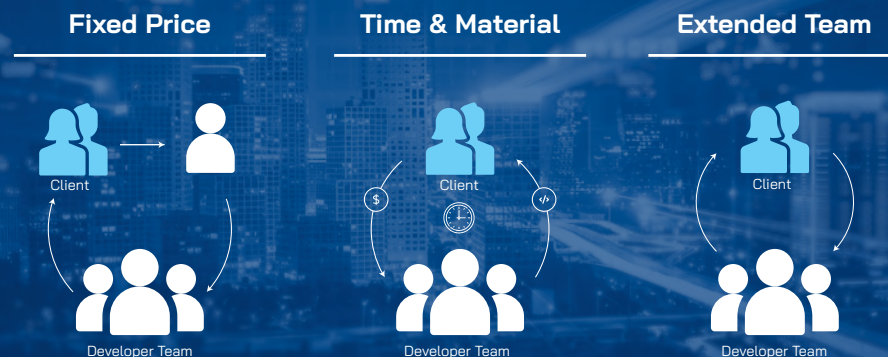 Fixed Price
Time & Material
Extended Team
Client
Client
Client
$
</>
Developer Team
Developer Team
Developer Team